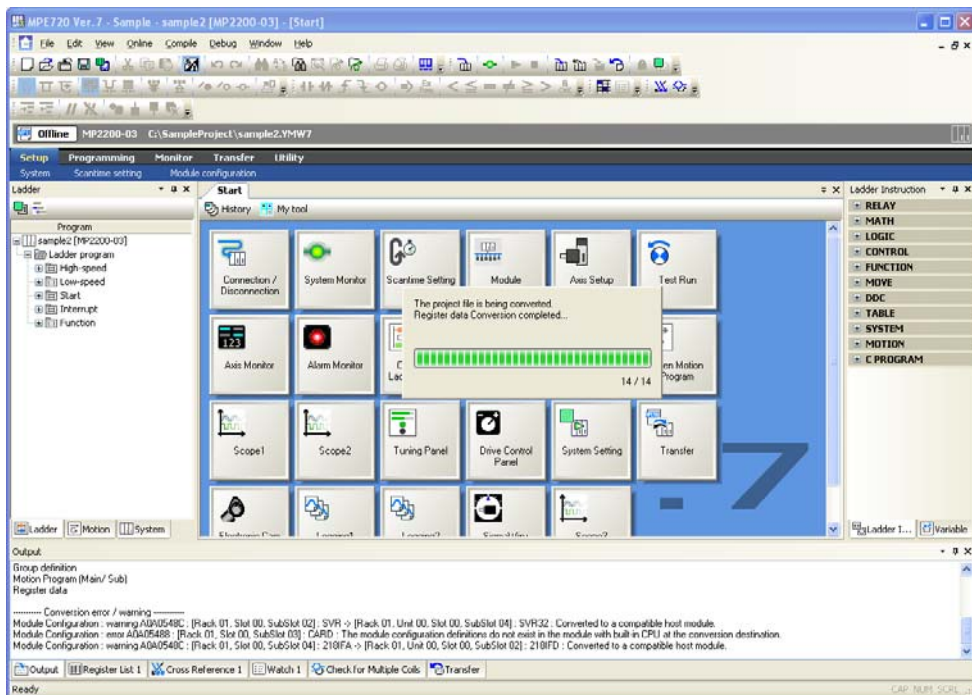 MPE720 Ver.7 - Sample - sample2 [MP2200-03] - [Start]
File Edit View Online Compile Debug Window Help
Offline MP2200-03 C:\SampleProject\sample2.YMW7
Setup Programming Monitor Transfer Utility
System Scantime setting Module configuration
Ladder
Program
sample2 [MP2200-03]
Ladder program
High-speed
Low-speed
Start
Interrupt
Function
Start
History My tool
Connection / Disconnection
System Monitor
Scantime Setting
Module
Axis Setup
Test Run
The project file is being converted.
Register data Conversion completed...
14 / 14
Axis Monitor
Alarm Monitor
Motion
Program
Scope1
Scope2
Tuning Panel
Drive Control Panel
System Setting
Transfer
-7
Ladder Instruction
RELAY
MATH
LOGIC
CONTROL
FUNCTION
MOVE
DDC
TABLE
SYSTEM
MOTION
C PROGRAM
Ladder Motion System
Ladder I... Variable
Output
Group definition
Motion Program (Main/ Sub)
Register data
---------- Conversion error / warning ----------
Module Configuration : warning A0A0548C : [Rack 01, Slot 00, SubSlot 02] : SVR -> [Rack 01, Unit 00, Slot 00, SubSlot 04] : SVR32 : Converted to a compatible host module.
Module Configuration : error A0A05488 : [Rack 01, Slot 00, SubSlot 03] : CARD : The module configuration definitions do not exist in the module with built in CPU at the conversion destination.
Module Configuration : warning A0A0548C : [Rack 01, Slot 00, SubSlot 04] : 218IFA -> [Rack 01, Unit 00, Slot 00, SubSlot 02] : 218IFD : Converted to a compatible host module.
Output Register List 1 Cross Reference 1 Watch 1 Check for Multiple Coils Transfer
Ready
CAP NUM SCRL